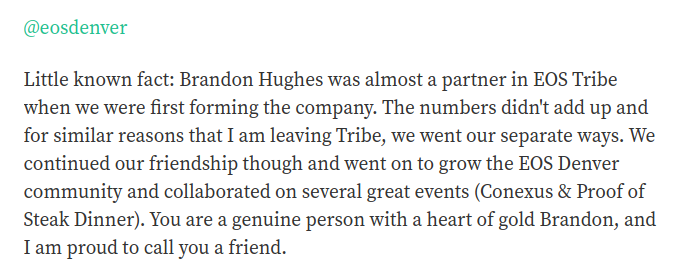 @eosdenver
Little known fact: Brandon Hughes was almost a partner in EOS Tribe
when we were first forming the company. The numbers didn't add up and
for similar reasons that I am leaving Tribe, we went our separate ways. We
continued our friendship though and went on to grow the EOS Denver
community and collaborated on several great events (Conexus & Proof of
Steak Dinner). You are a genuine person with a heart of gold Brandon, and
I am proud to call you a friend.